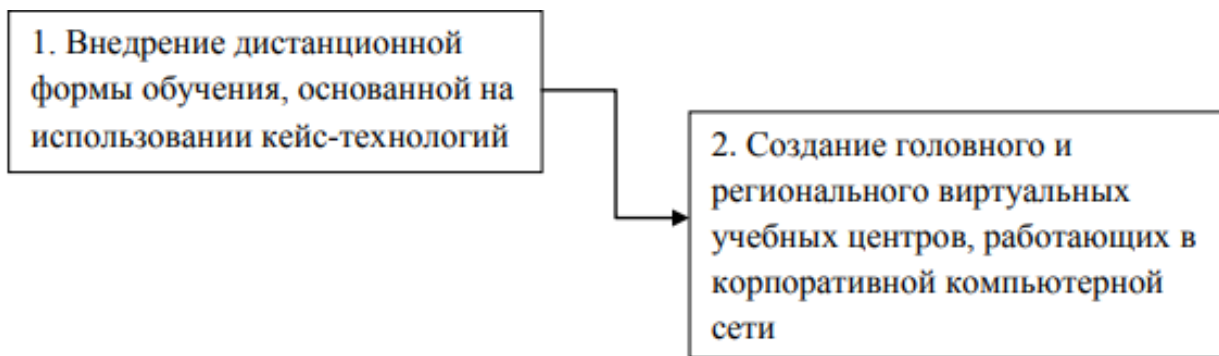 1. Внедрение дистанционной
формы обучения, основанной на
использовании кейс-технологий
2. Создание головного и
регионального виртуальных
учебных центров, работающих в
корпоративной компьютерной
сети